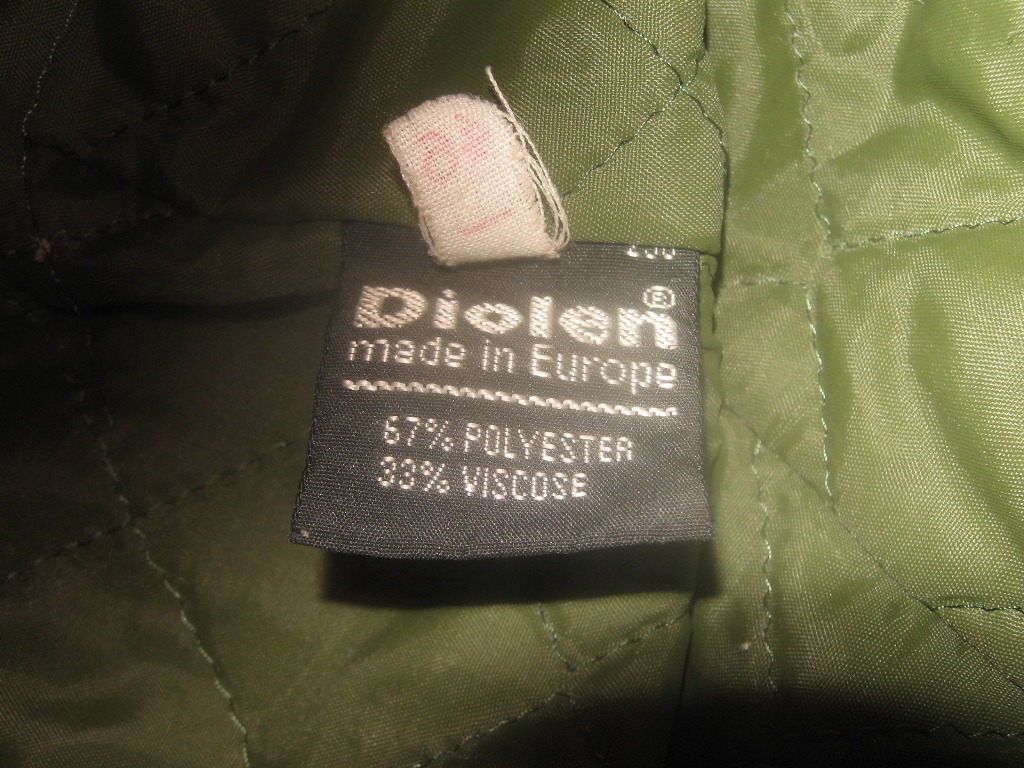 Diolen®
made in Europe
67% POLYESTER
33% VISCOSE